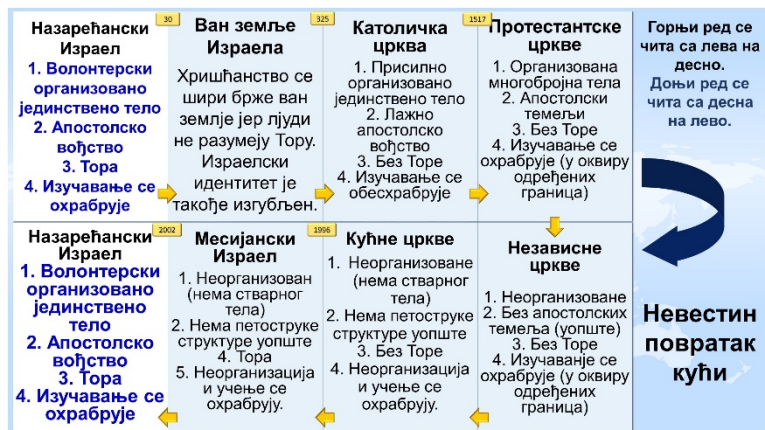 Назарећански
Израел
1. Волонтерски
организовано
јединствено тело
2. Апостолско
вођство
3. Тора
4. Изучавање се
охрабрује
30
Ван земље
Израела
Хришћанство се
шири брже ван
земље јер људи
не разумеју Тору.
Израелски
идентитет је
такође изгубљен.
325
Католичка
црква
1. Присилно
организовано
јединствено тело
2. Лажно
апостолско
вођство
3. Без Торе
4. Изучавање се
обесхрабрује
1517
Протестантске
цркве
1. Организована
многобројна тела
2. Апостолски
темељи
3. Без Торе
4. Изучавање се
охрабрује (у оквиру
одређених
граница)
Горњи ред се
чита са лева на
десно.
Доњи ред се
чита са десна
на лево.
Назарећански
Израел
1. Волонтерски
организовано
јединствено
тело
2. Апостолско
вођство
3. Тора
4. Изучавање се
охрабрује
2002
Месијански
Израел
1. Неорганизован
(нема стварног
тела)
2. Нема петоструке
структуре уопште
4. Тора
5. Неорганизација
и учење се
охрабрују.
1996
Кућне цркве
1. Неорганизоване
(нема стварног
тела)
2. Нема петоструке
структуре уопште
3. Без Торе
4. Неорганизација
и учење се
охрабрују.
Независне
цркве
1. Неорганизоване
2. Без апостолских
темеља (уопште)
3. Без Торе
4. Изучавањје се
охрабрује (у оквиру
одређених
граница)
Невестин
повратак
кући